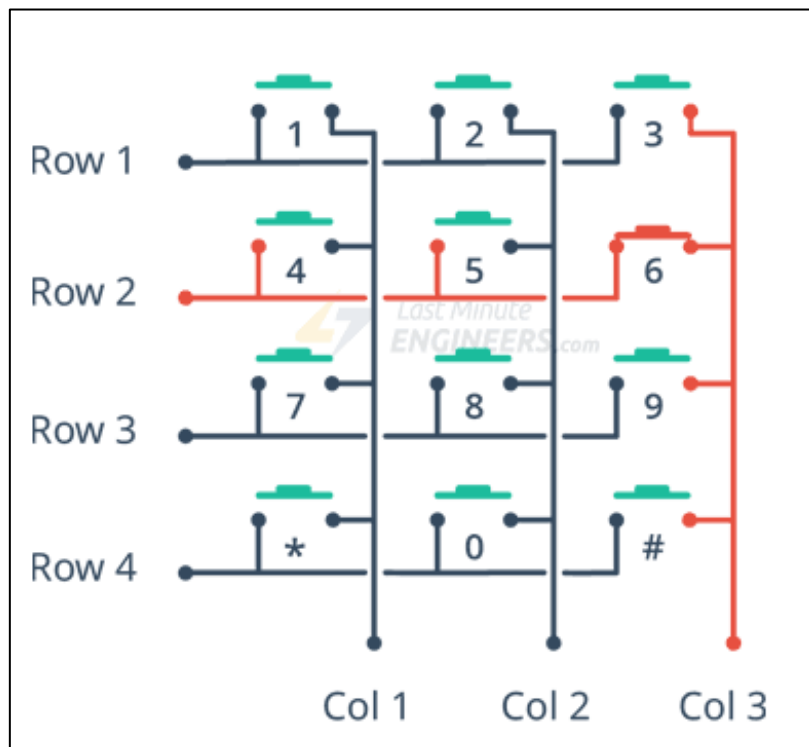 1 2 3
Row 1
4 5 6
Row 2
Last Minute
ENGINEERS.com
7 8 9
Row 3
* 0 #
Row 4
Col 1 Col 2 Col 3